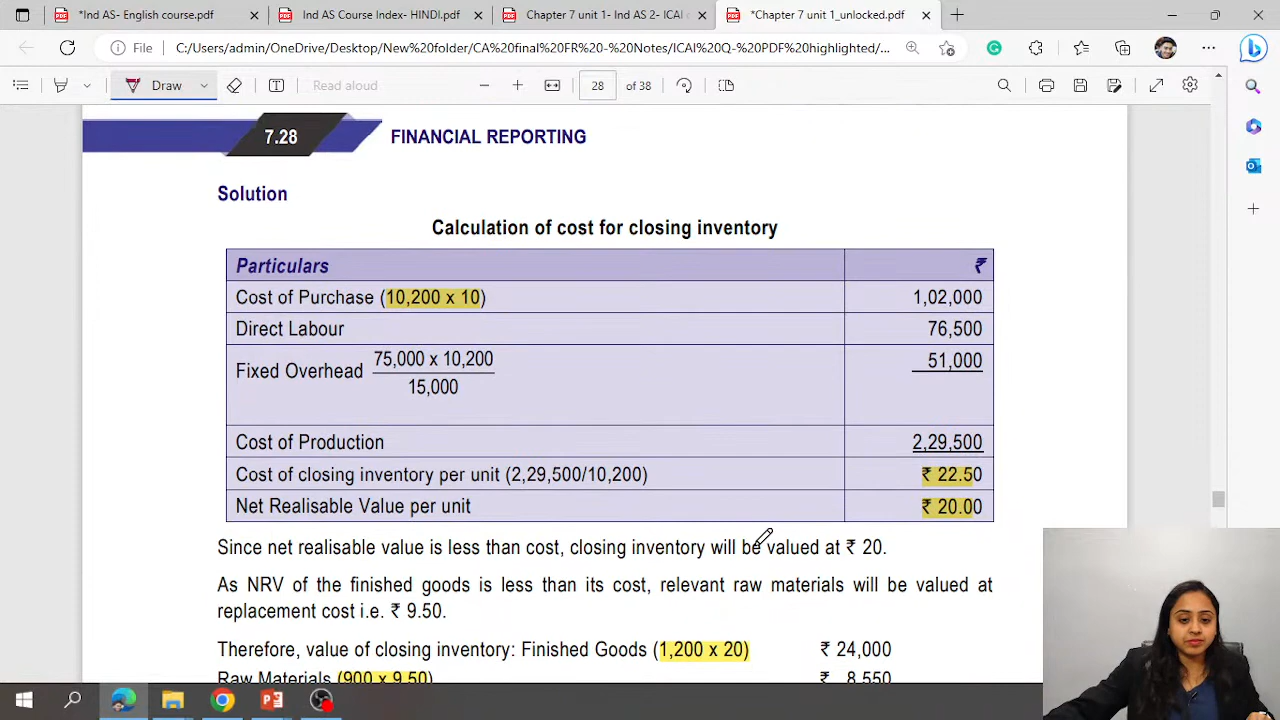 *Ind AS- English course.pdf
Ind AS Course Index- HINDI.pdf
Chapter 7 unit 1- Ind AS 2- ICAI
*Chapter 7 unit 1_unlocked.pdf
File
C:/Users/admin/OneDrive/Desktop/New%20folder/CA%20final%20FR%20-%20Notes/ICAI%20Q-%20PDF%20highlighted/...
Draw
Read aloud
28
of 38
7.28
FINANCIAL REPORTING
Solution
Calculation of cost for closing inventory
Particulars ₹
Cost of Purchase (10,200 x 10) 1,02,000
Direct Labour 76,500
Fixed Overhead 75,000 x 10,200 51,000
15,000
Cost of Production 2,29,500
Cost of closing inventory per unit (2,29,500/10,200) ₹ 22.50
Net Realisable Value per unit ₹ 20.00
Since net realisable value is less than cost, closing inventory will be valued at ₹ 20.
As NRV of the finished goods is less than its cost, relevant raw materials will be valued at
replacement cost i.e. ₹ 9.50.
Therefore, value of closing inventory: Finished Goods (1,200 x 20) ₹ 24,000
Raw Materials (900 x 9.50) ₹ 8,550